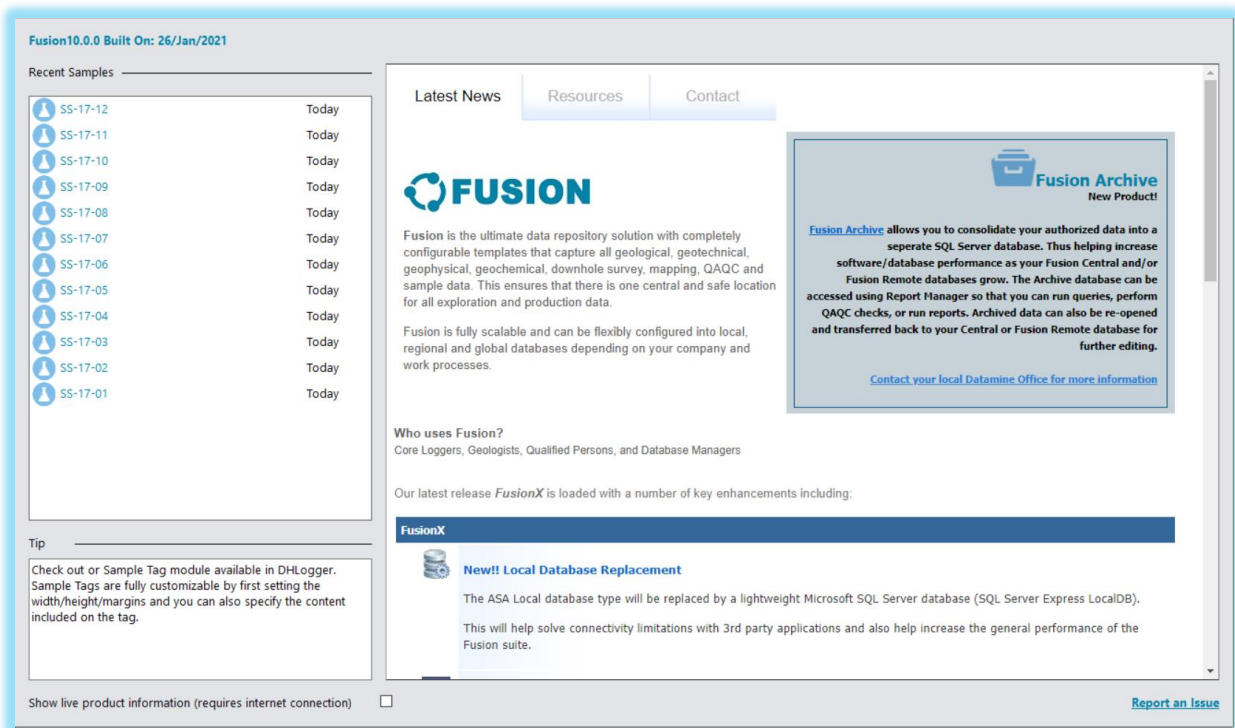 Fusion10.0.0 Built On: 26/Jan/2021
Recent Samples
SS-17-12 Today
SS-17-11 Today
SS-17-10 Today
SS-17-09 Today
SS-17-08 Today
SS-17-07 Today
SS-17-06 Today
SS-17-05 Today
SS-17-04 Today
SS-17-03 Today
SS-17-02 Today
SS-17-01 Today
Tip
Check out or Sample Tag module available in DHLogger.
Sample Tags are fully customizable by first setting the
width/height/margins and you can also specify the content
included on the tag.
Show live product information (requires internet connection)
Latest News Resources Contact
FUSION
Fusion is the ultimate data repository solution with completely
configurable templates that capture all geological, geotechnical,
geophysical, geochemical, downhole survey, mapping, QAQC and
sample data. This ensures that there is one central and safe location
for all exploration and production data.
Fusion is fully scalable and can be flexibly configured into local,
regional and global databases depending on your company and
work processes.
Fusion Archive
New Product!
Fusion Archive allows you to consolidate your authorized data into a
seperate SQL Server database. Thus helping increase
software/database performance as your Fusion Central and/or
Fusion Remote databases grow. The Archive database can be
accessed using Report Manager so that you can run queries, perform
QAQC checks, or run reports. Archived data can also be re-opened
and transferred back to your Central or Fusion Remote database for
further editing.
Contact your local Datamine Office for more information
Who uses Fusion?
Core Loggers, Geologists, Qualified Persons, and Database Managers
Our latest release FusionX is loaded with a number of key enhancements including:
FusionX
New!! Local Database Replacement
The ASA Local database type will be replaced by a lightweight Microsoft SQL Server database (SQL Server Express LocalDB).
This will help solve connectivity limitations with 3rd party applications and also help increase the general performance of the
Fusion suite.
Report an Issue